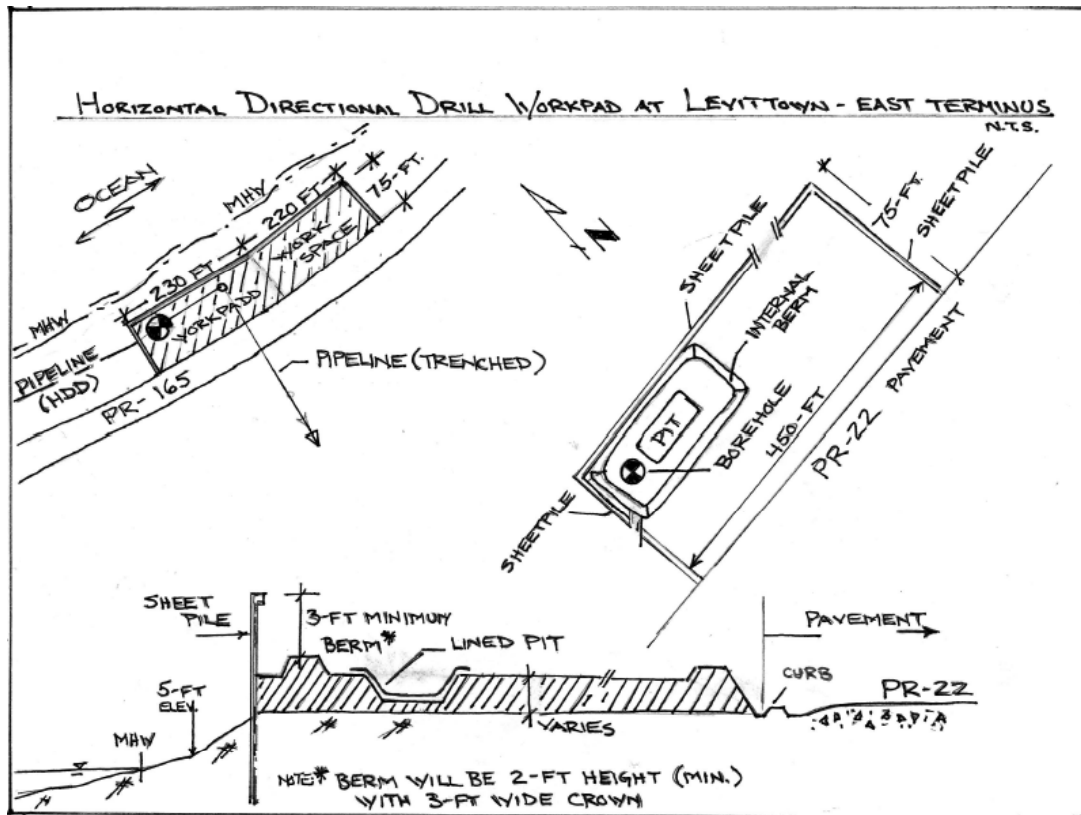 HORIZONTAL DIRECTIONAL DRILL WORKPAD AT LEVITTOWN - EAST TERMINUS
N.T.S.
OCEAN
MHW
220 FT
75-FT.
WORK
SPACE
230 FT
WORKPADD
MHW
PIPELINE
(HDD)
PR-165
PIPELINE (TRENCHED)
N
SHEETPILE
75-FT
SHEETPILE
INTERNAL
BERM
PIT
BOREHOLE
450-FT
PR-22 PAVEMENT
SHEETPILE
SHEET
PILE
3-FT MINIMUM
BERM*
LINED PIT
PAVEMENT
CURB
PR-22
5-FT
ELEV
MHW
VARIES
NOTE* BERM WILL BE 2-FT HEIGHT (MIN.)
WITH 3-FT WIDE CROWN